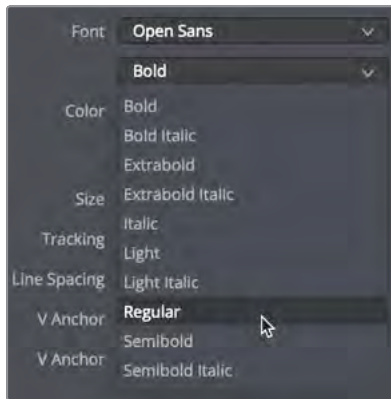 Font Open Sans
Bold
Color Bold
Bold Italic
Extrabold
Size Extrabold Italic
Italic
Tracking
Light
Line Spacing Light Italic
V Anchor Regular
Semibold
V Anchor
Semibold Italic